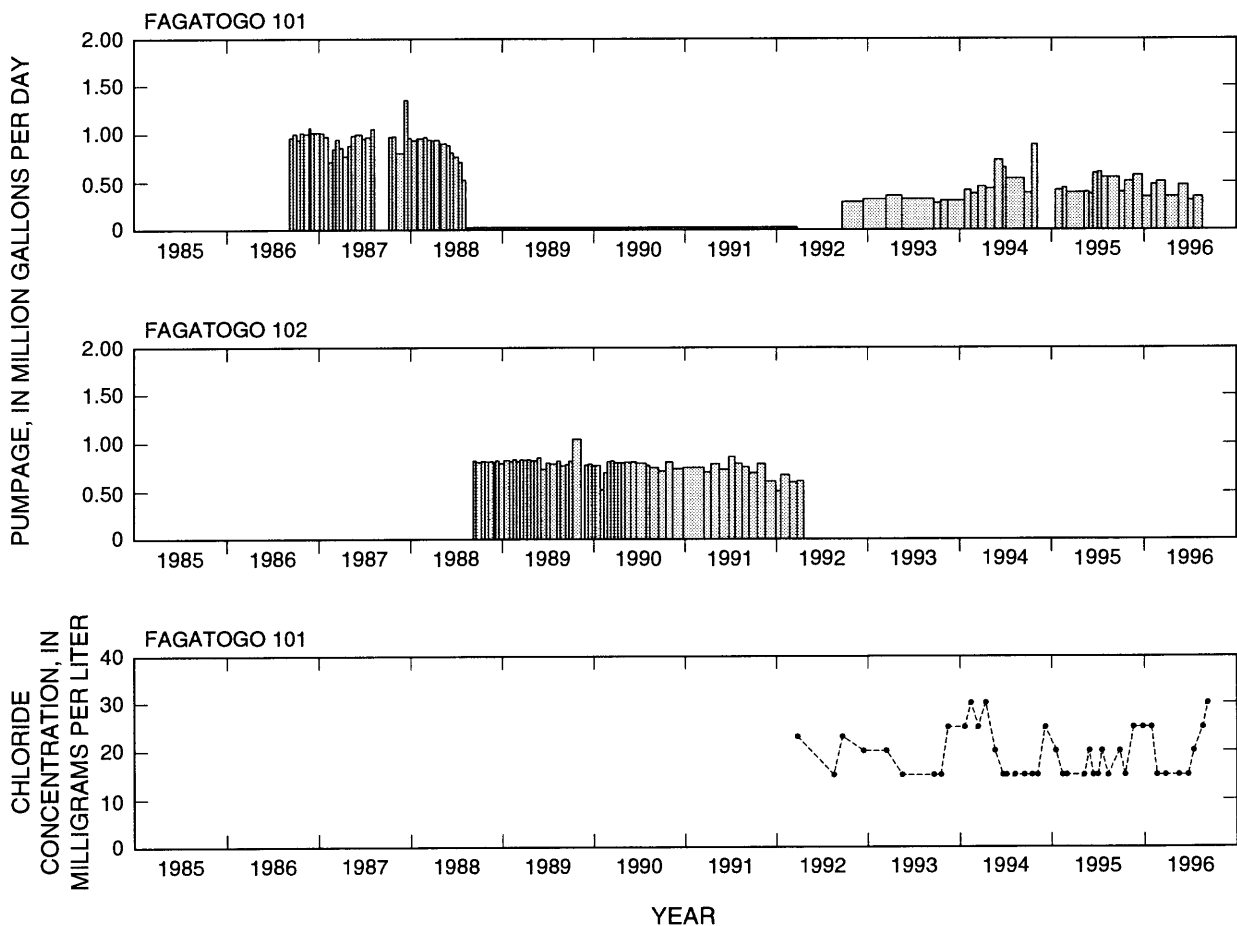 FAGATOGO 101
PUMPAGE, IN MILLION GALLONS PER DAY
2.00
1.50
1.00
0.50
0
1985 1986 1987 1988 1989 1990 1991 1992 1993 1994 1995 1996
FAGATOGO 102
2.00
1.50
1.00
0.50
0
1985 1986 1987 1988 1989 1990 1991 1992 1993 1994 1995 1996
FAGATOGO 101
CHLORIDE
CONCENTRATION, IN
MILLIGRAMS PER LITER
40
30
20
10
0
1985 1986 1987 1988 1989 1990 1991 1992 1993 1994 1995 1996
YEAR